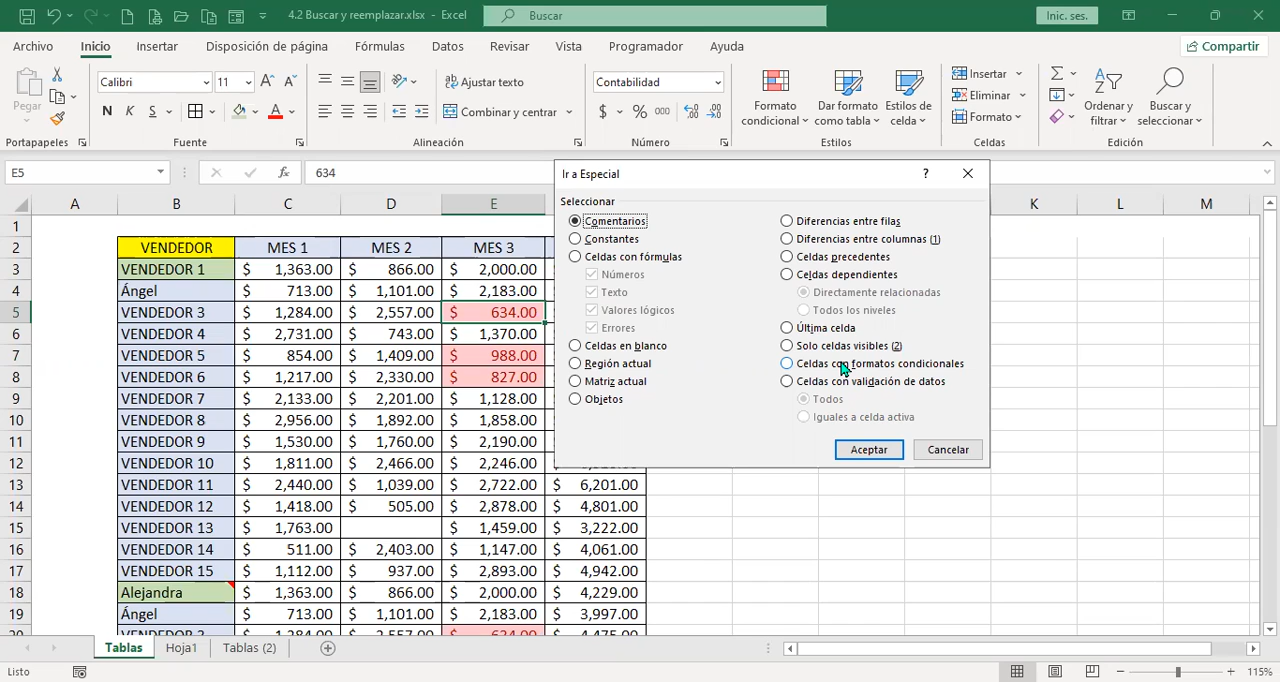 4.2 Buscar y reemplazar.xlsx - Excel
Buscar
Inic. ses.
Archivo Inicio Insertar Disposición de página Fórmulas Datos Revisar Vista Programador Ayuda Compartir
Pegar
Portapapeles
Calibri 11
N K S A
Fuente
Ajustar texto
Combinar y centrar
Alineación
Contabilidad
$ % 000
Número
Formato condicional
Dar formato como tabla
Estilos de celda
Estilos
Insertar
Eliminar
Formato
Celdas
Ordenar y filtrar
Buscar y seleccionar
Edición
E5 fx 634
A B C D E K L M
1
2 VENDEDOR MES 1 MES 2 MES 3
3 VENDEDOR 1 $ 1,363.00 $ 866.00 $ 2,000.00
4 Ángel $ 713.00 $ 1,101.00 $ 2,183.00
5 VENDEDOR 3 $ 1,284.00 $ 2,557.00 $ 634.00
6 VENDEDOR 4 $ 2,731.00 $ 743.00 $ 1,370.00
7 VENDEDOR 5 $ 854.00 $ 1,409.00 $ 988.00
8 VENDEDOR 6 $ 1,217.00 $ 2,330.00 $ 827.00
9 VENDEDOR 7 $ 2,133.00 $ 2,201.00 $ 1,128.00
10 VENDEDOR 8 $ 2,956.00 $ 1,892.00 $ 1,858.00
11 VENDEDOR 9 $ 1,530.00 $ 1,760.00 $ 2,190.00
12 VENDEDOR 10 $ 1,811.00 $ 2,466.00 $ 2,246.00
13 VENDEDOR 11 $ 2,440.00 $ 1,039.00 $ 2,722.00 $ 6,201.00
14 VENDEDOR 12 $ 1,418.00 $ 505.00 $ 2,878.00 $ 4,801.00
15 VENDEDOR 13 $ 1,763.00 $ 1,459.00 $ 3,222.00
16 VENDEDOR 14 $ 511.00 $ 2,403.00 $ 1,147.00 $ 4,061.00
17 VENDEDOR 15 $ 1,112.00 $ 937.00 $ 2,893.00 $ 4,942.00
18 Alejandra $ 1,363.00 $ 866.00 $ 2,000.00 $ 4,229.00
19 Ángel $ 713.00 $ 1,101.00 $ 2,183.00 $ 3,997.00
Ir a Especial ?
Seleccionar
Comentarios
Constantes
Celdas con fórmulas
Números
Texto
Valores lógicos
Errores
Celdas en blanco
Región actual
Matriz actual
Objetos
Diferencias entre filas
Diferencias entre columnas (1)
Celdas precedentes
Celdas dependientes
Directamente relacionadas
Todos los niveles
Última celda
Solo celdas visibles (2)
Celdas con formatos condicionales
Celdas con validación de datos
Todos
Iguales a celda activa
Aceptar Cancelar
Tablas Hoja1 Tablas (2)
Listo 115%